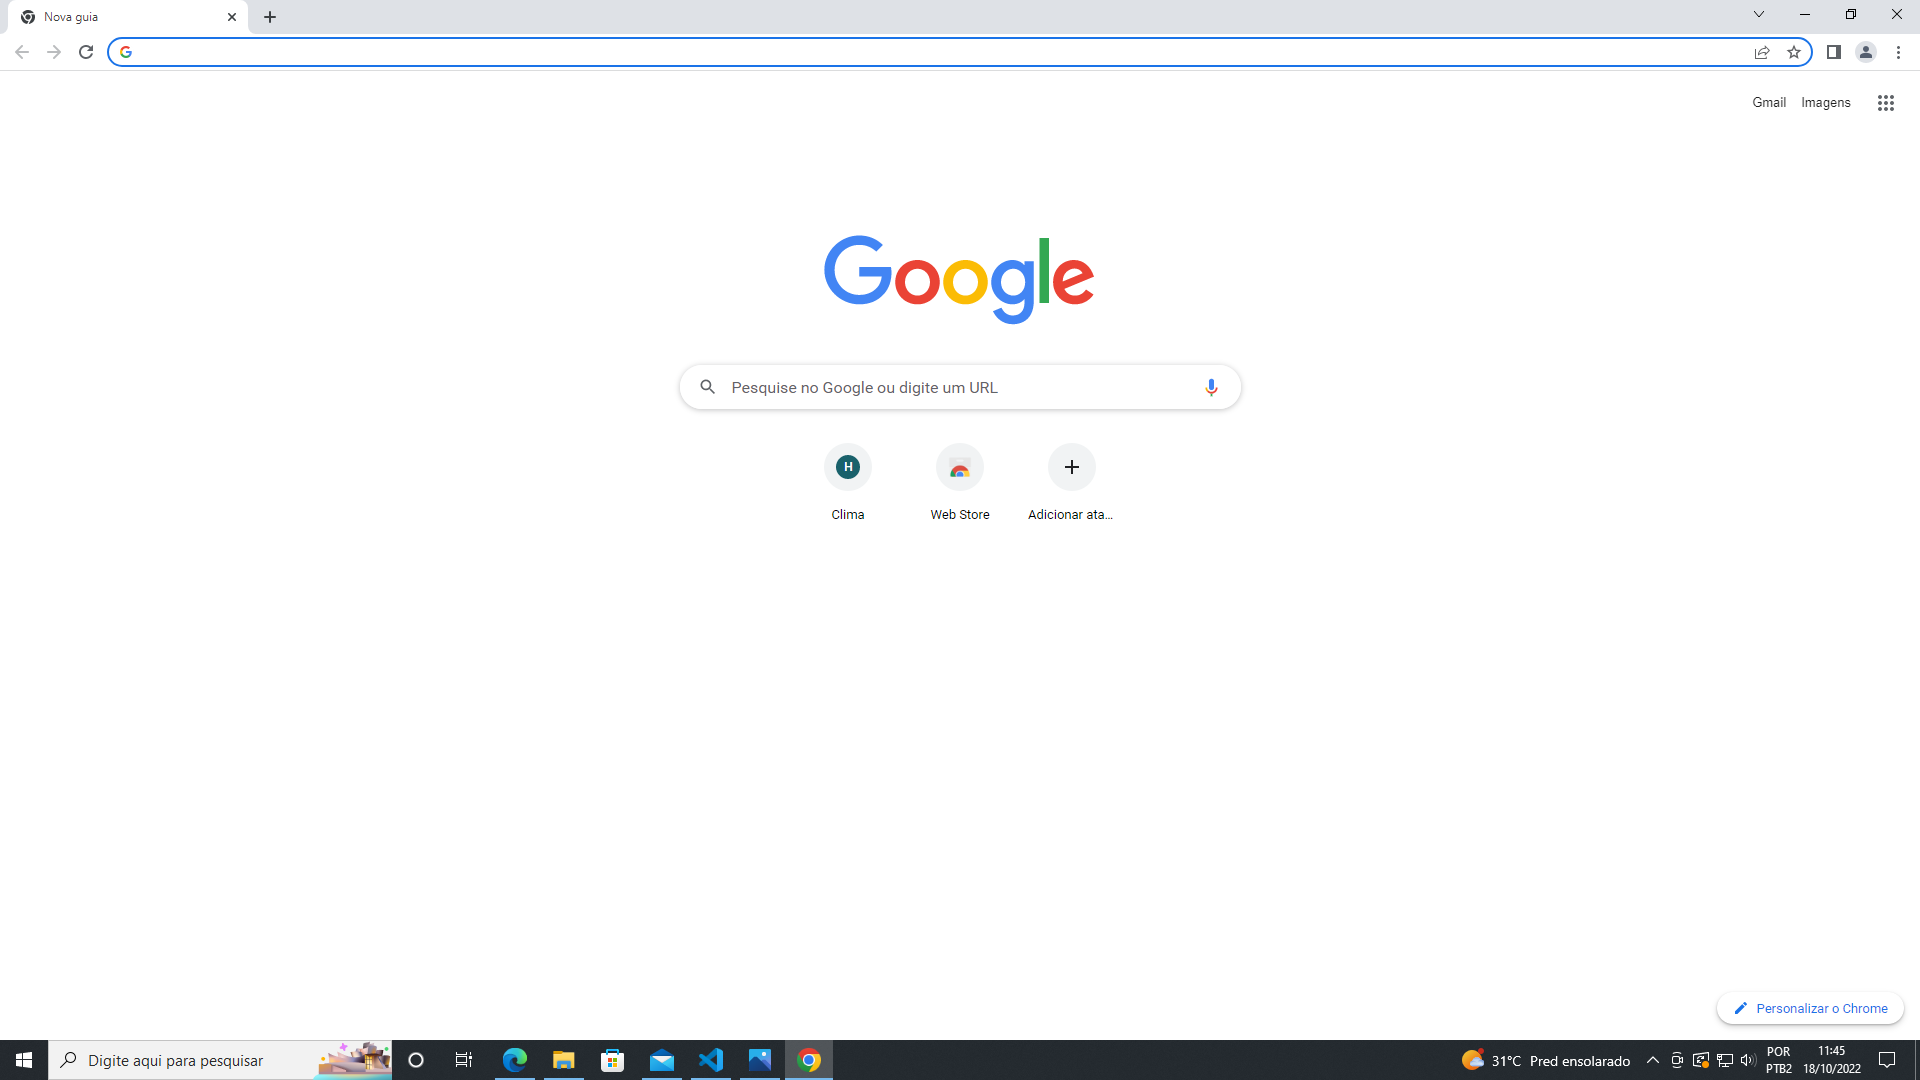 Nova guia
Gmail
Imagens
Google
Pesquise no Google ou digite um URL
H
Clima
Web Store
Adicionar ata...
Personalizar o Chrome
Digite aqui para pesquisar
31°C Pred ensolarado
POR
PTB2
11:45
18/10/2022